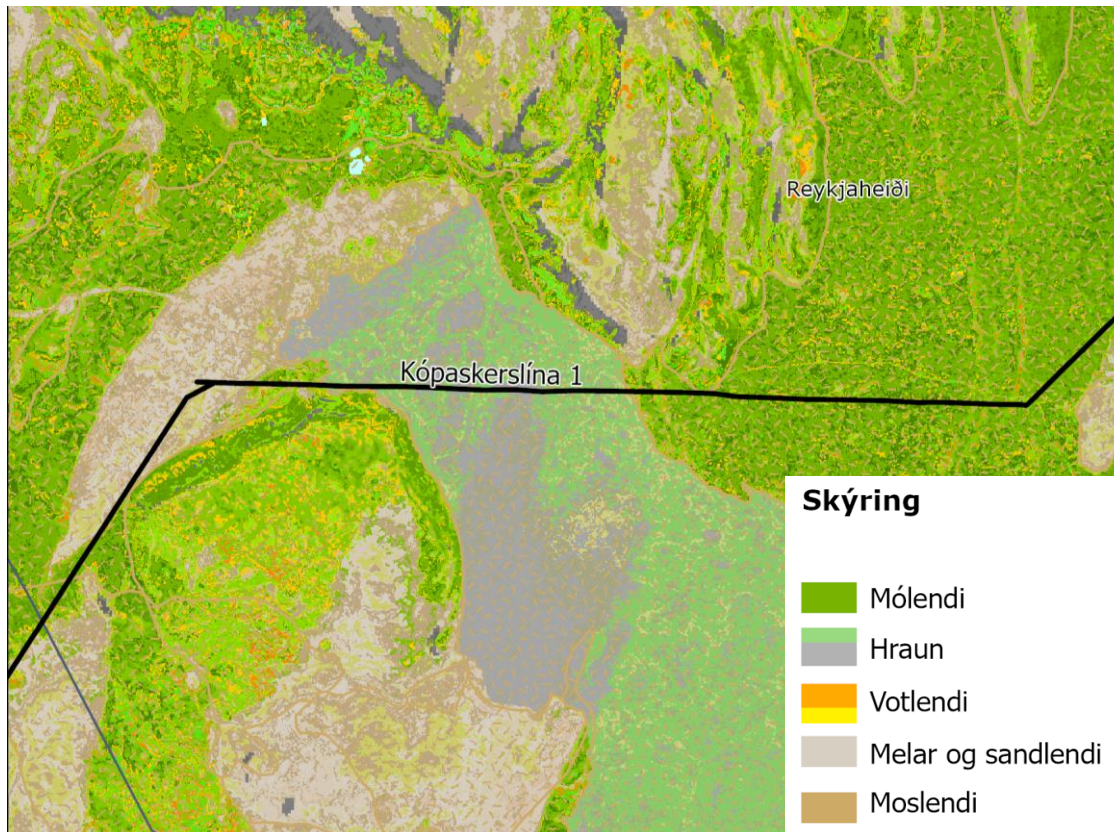 Reykjaheiði
Kópaskerslína 1
Skýring
Mólendi
Hraun
Votlendi
Melar og sandlendi
Moslendi